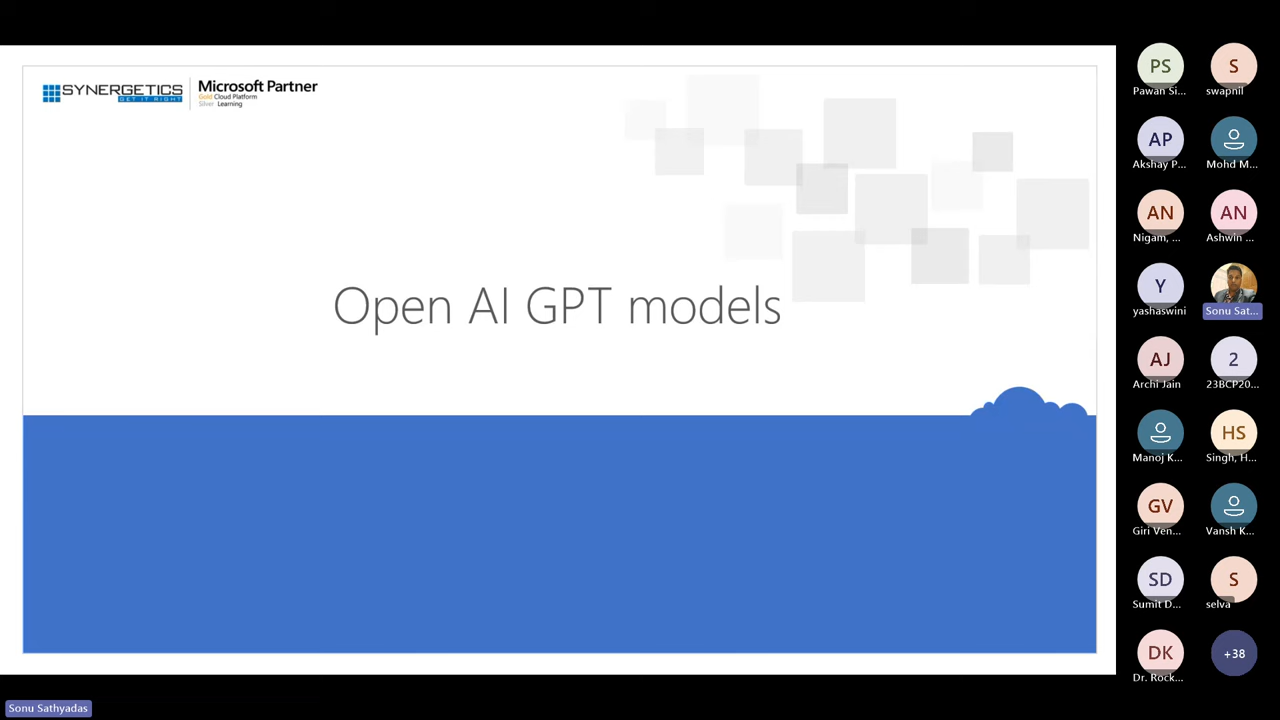 SYNERGETICS
GET IT RIGHT
Microsoft Partner
Gold Cloud Platform
Silver Learning
Open AI GPT models
PS
Pawan Si...
S
swapnil
AP
Akshay P...
Mohd M...
AN
Nigam, ...
AN
Ashwin ...
Y
yashaswini
Sonu Sat...
AJ
Archi Jain
2
23BCP20...
Manoj K...
HS
Singh, H...
GV
Giri Ven...
Vansh K...
SD
Sumit D...
S
selva
DK
Dr. Rock...
+38
Sonu Sathyadas